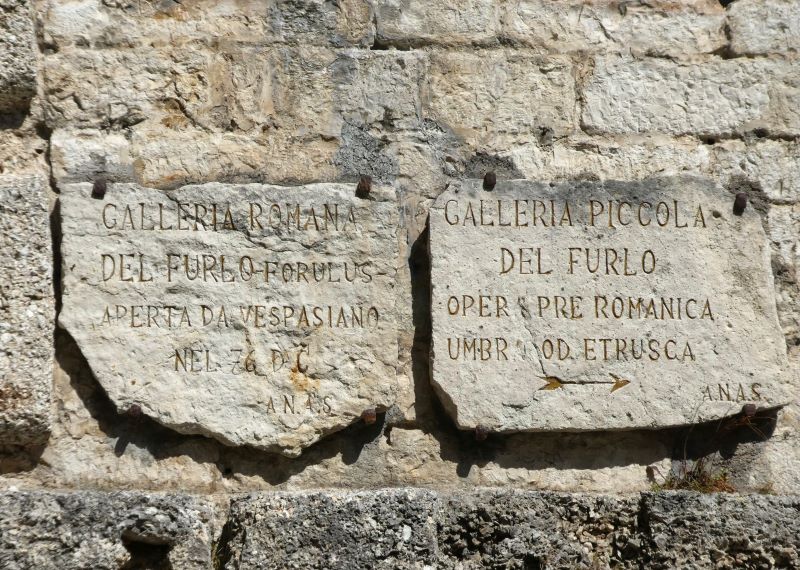 GALLERIA ROMANA
DEL FURLO-FORULUS-
APERTA DA VESPASIANO
NEL 76 D.C.
A.N.A.S.
GALLERIA PICCOLA
DEL FURLO
OPERA PRE ROMANICA
UMBRA OD ETRUSCA
A.N.A.S.